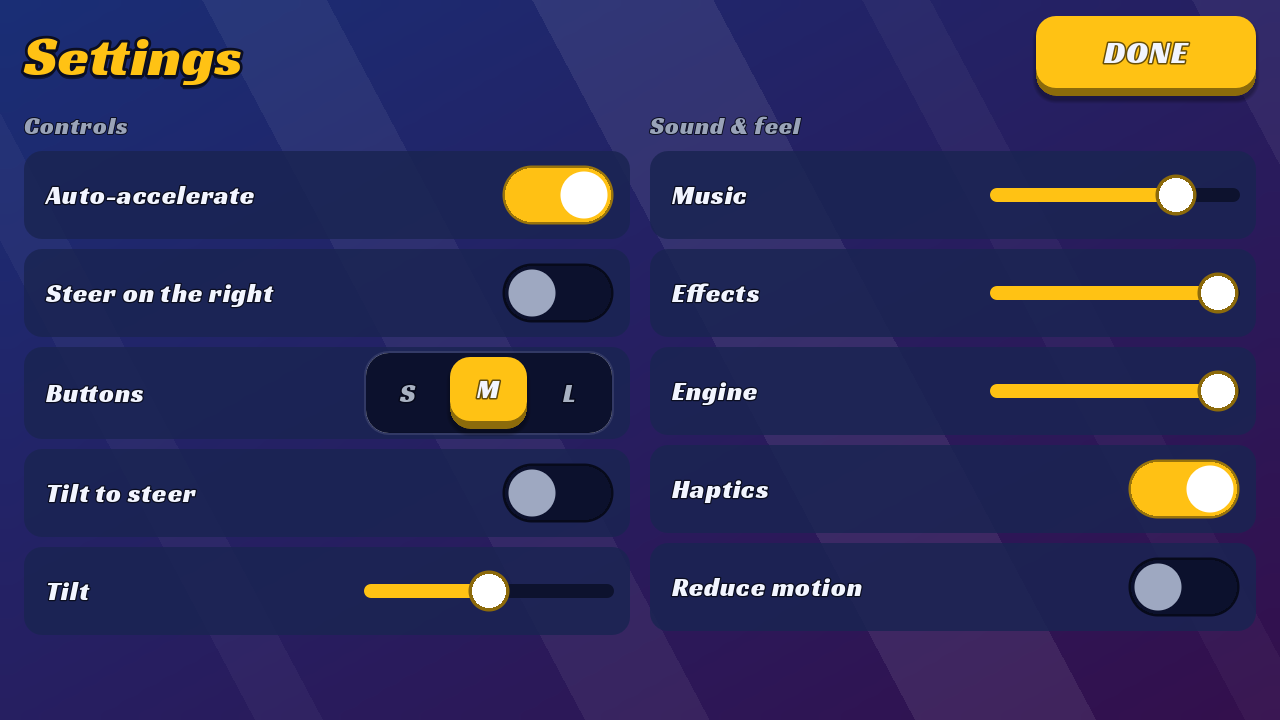 Settings
DONE
Controls
Auto-accelerate
Steer on the right
Buttons
S M L
Tilt to steer
Tilt
Sound & feel
Music
Effects
Engine
Haptics
Reduce motion